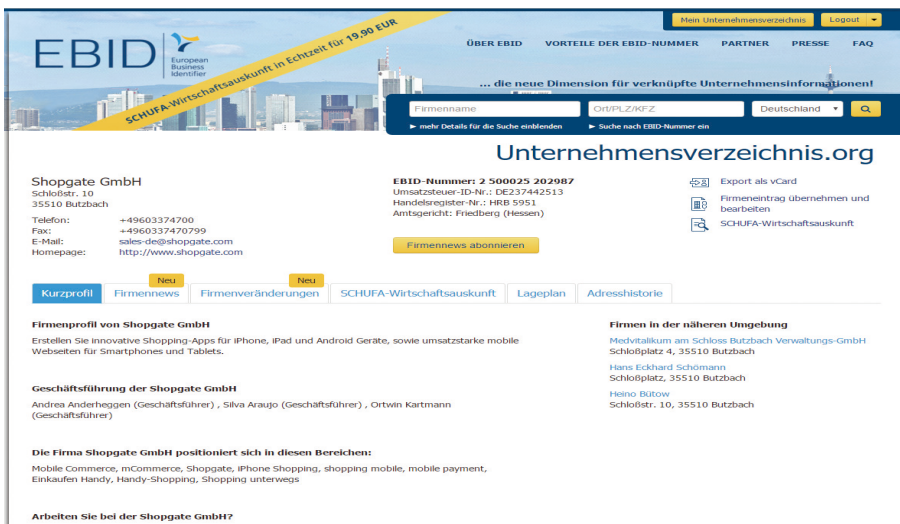 Mein Unternehmensverzeichnis Logout
EBID
European
Business
Identifier
SCHUFA-Wirtschaftsauskunft in Echtzeit für 19,90 EUR
ÜBER EBID VORTEILE DER EBID-NUMMER PARTNER PRESSE FAQ
... die neue Dimension für verknüpfte Unternehmensinformationen!
Firmenname Ort/PLZ/KFZ Deutschland
► mehr Details für die Suche einblenden ► Suche nach EBID-Nummer ein
Unternehmensverzeichnis.org
Shopgate GmbH
Schloßstr. 10
35510 Butzbach
Telefon: +49603374700
Fax: +4960337470799
E-Mail: sales-de@shopgate.com
Homepage: http://www.shopgate.com
EBID-Nummer: 2 500025 202987
Umsatzsteuer-ID-Nr.: DE237442513
Handelsregister-Nr.: HRB 5951
Amtsgericht: Friedberg (Hessen)
Firmennews abonnieren
Export als vCard
Firmeneintrag übernehmen und
bearbeiten
SCHUFA-Wirtschaftsauskunft
Neu Neu
Kurzprofil Firmennews Firmenveränderungen SCHUFA-Wirtschaftsauskunft Lageplan Adresshistorie
Firmenprofil von Shopgate GmbH
Erstellen Sie innovative Shopping-Apps für iPhone, iPad und Android Geräte, sowie umsatzstarke mobile
Webseiten für Smartphones und Tablets.
Geschäftsführung der Shopgate GmbH
Andrea Anderheggen (Geschäftsführer) , Silva Araujo (Geschäftsführer) , Ortwin Kartmann
(Geschäftsführer)
Die Firma Shopgate GmbH positioniert sich in diesen Bereichen:
Mobile Commerce, mCommerce, Shopgate, iPhone Shopping, shopping mobile, mobile payment,
Einkaufen Handy, Handy-Shopping, Shopping unterwegs
Arbeiten Sie bei der Shopgate GmbH?
Firmen in der näheren Umgebung
Medvitalikum am Schloss Butzbach Verwaltungs-GmbH
Schloßplatz 4, 35510 Butzbach
Hans Eckhard Schömann
Schloßplatz, 35510 Butzbach
Heino Bütow
Schloßstr. 10, 35510 Butzbach